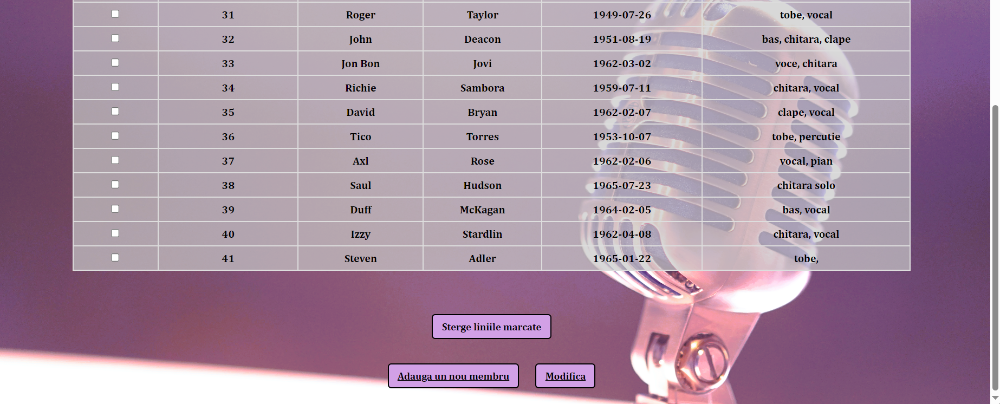 31 Roger Taylor 1949-07-26 tobe, vocal
32 John Deacon 1951-08-19 bas, chitara, clape
33 Jon Bon Jovi 1962-03-02 voce, chitara
34 Richie Sambora 1959-07-11 chitara, vocal
35 David Bryan 1962-02-07 clape, vocal
36 Tico Torres 1953-10-07 tobe, percutie
37 Axl Rose 1962-02-06 vocal, pian
38 Saul Hudson 1965-07-23 chitara solo
39 Duff McKagan 1964-02-05 bas, vocal
40 Izzy Stardlin 1962-04-08 chitara, vocal
41 Steven Adler 1965-01-22 tobe,
Sterge liniile marcate
Adauga un nou membru Modifica